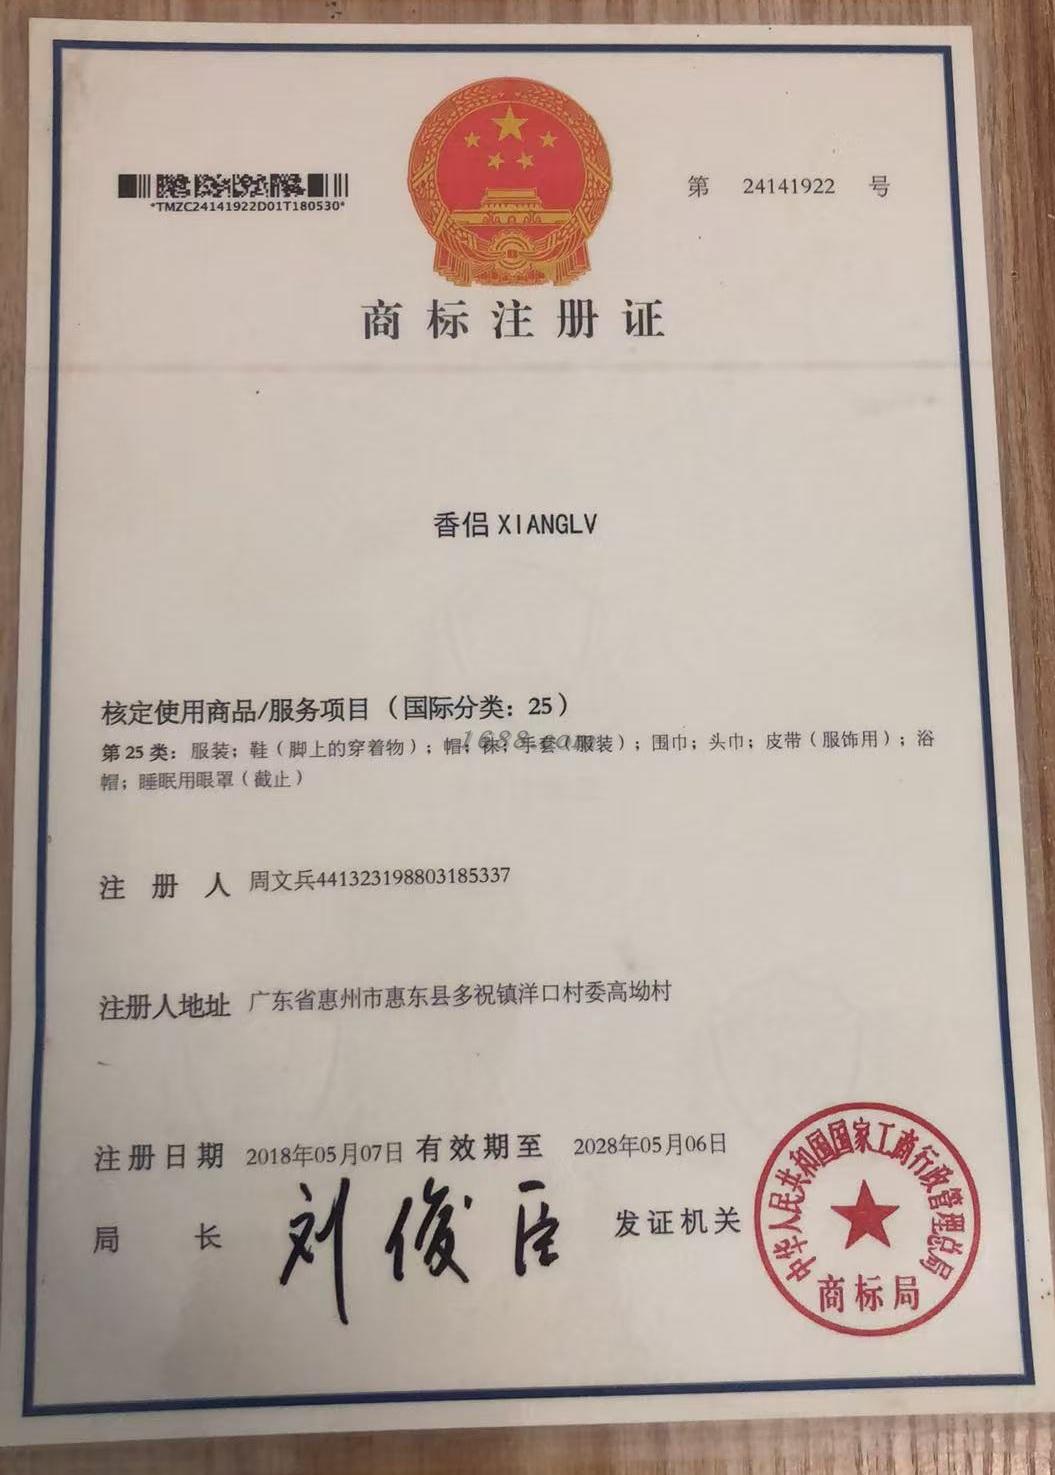 *TMZC24141922D01T180530*
第 24141922 号
商标注册证
香侣 XIANGLV
核定使用商品/服务项目（国际分类：25）
第 25 类：服装；鞋（脚上的穿着物）；帽；袜；手套（服装）；围巾；头巾；皮带（服饰用）；浴
帽；睡眠用眼罩（截止）
1688.com
注册人 周文兵441323198803185337
注册人地址 广东省惠州市惠东县多祝镇洋口村委高坳村
注册日期 2018年05月07日 有效期至 2028年05月06日
局长 刘俊臣 发证机关
中华人民共和国国家工商行政管理总局
商标局